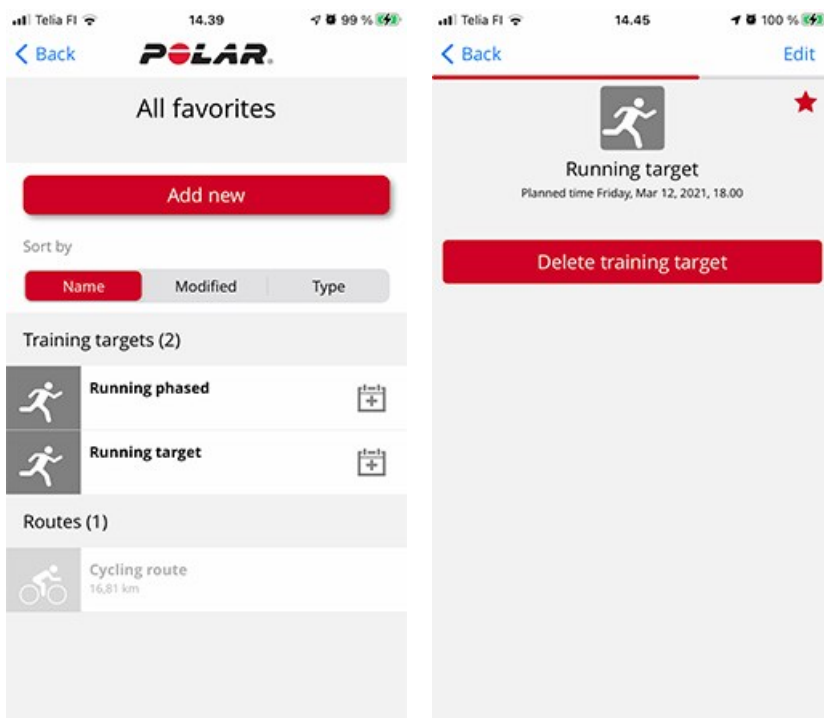 Telia FI 14.39 99 %
Back POLAR.
All favorites
Add new
Sort by
Name Modified Type
Training targets (2)
Running phased
Running target
Routes (1)
Cycling route
16,81 km
Telia FI 14.45 100 %
Back Edit
Running target
Planned time Friday, Mar 12, 2021, 18.00
Delete training target